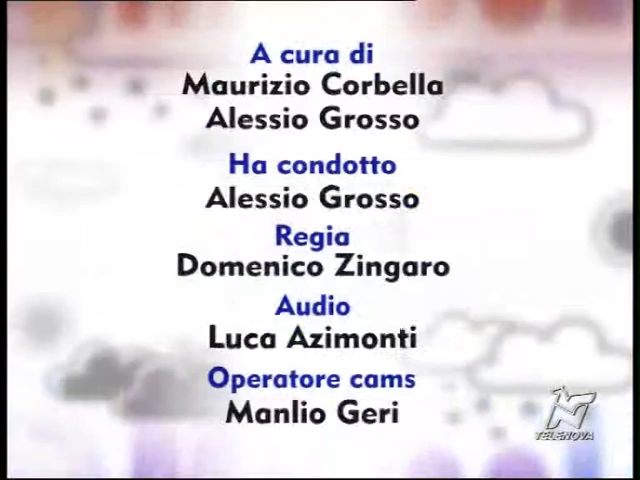 A cura di
Maurizio Corbella
Alessio Grosso
Ha condotto
Alessio Grosso
Regia
Domenico Zingaro
Audio
Luca Azimonti
Operatore cams
Manlio Geri
TELENOVA